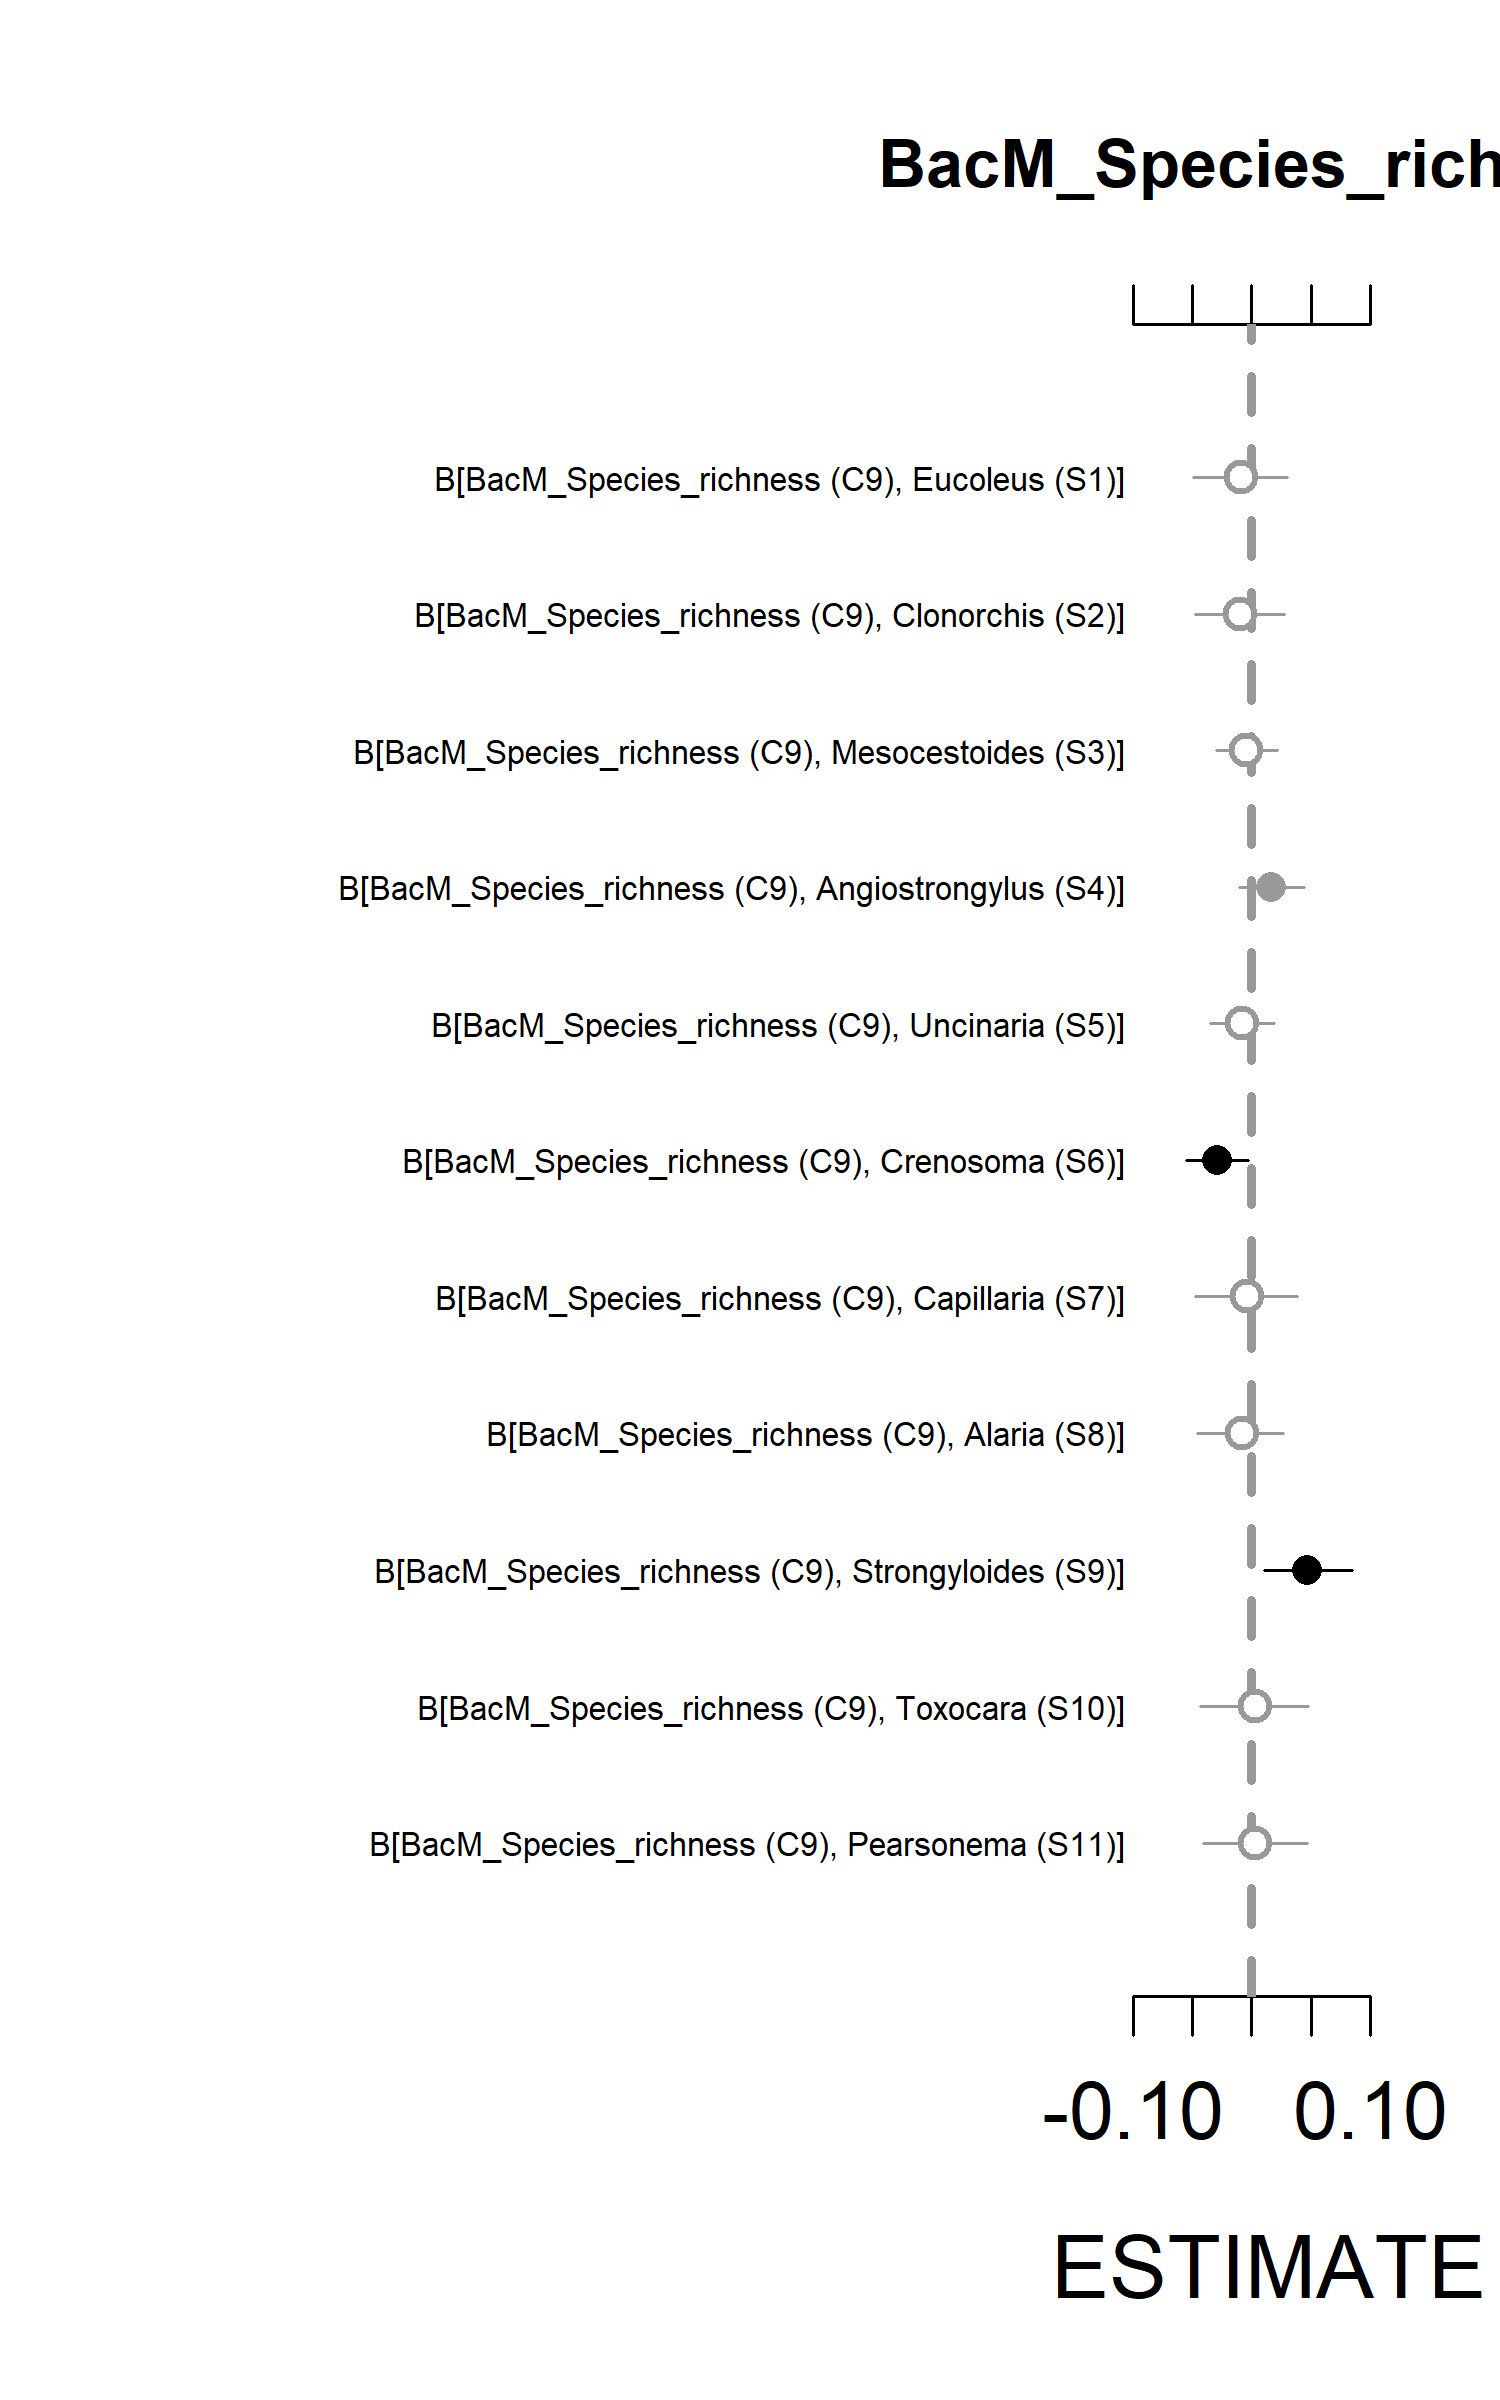 BacM_Species_rich
B[BacM_Species_richness (C9), Eucoleus (S1)]
B[BacM_Species_richness (C9), Clonorchis (S2)]
B[BacM_Species_richness (C9), Mesocestoides (S3)]
B[BacM_Species_richness (C9), Angiostrongylus (S4)]
B[BacM_Species_richness (C9), Uncinaria (S5)]
B[BacM_Species_richness (C9), Crenosoma (S6)]
B[BacM_Species_richness (C9), Capillaria (S7)]
B[BacM_Species_richness (C9), Alaria (S8)]
B[BacM_Species_richness (C9), Strongyloides (S9)]
B[BacM_Species_richness (C9), Toxocara (S10)]
B[BacM_Species_richness (C9), Pearsonema (S11)]
-0.10 0.10
ESTIMATE